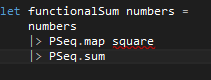 let functionalSum numbers =
numbers
|> PSeq.map square
|> PSeq.sum